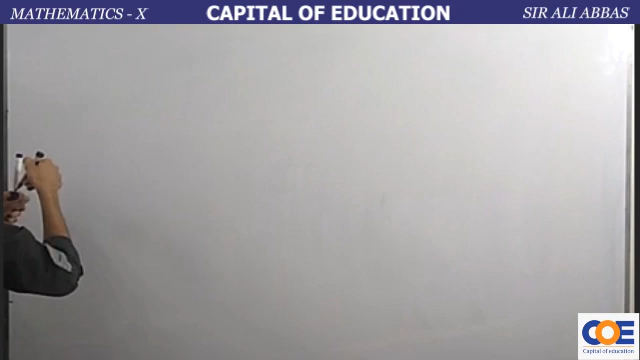 MATHEMATICS - X
CAPITAL OF EDUCATION
SIR ALI ABBAS
COE
Capital of education